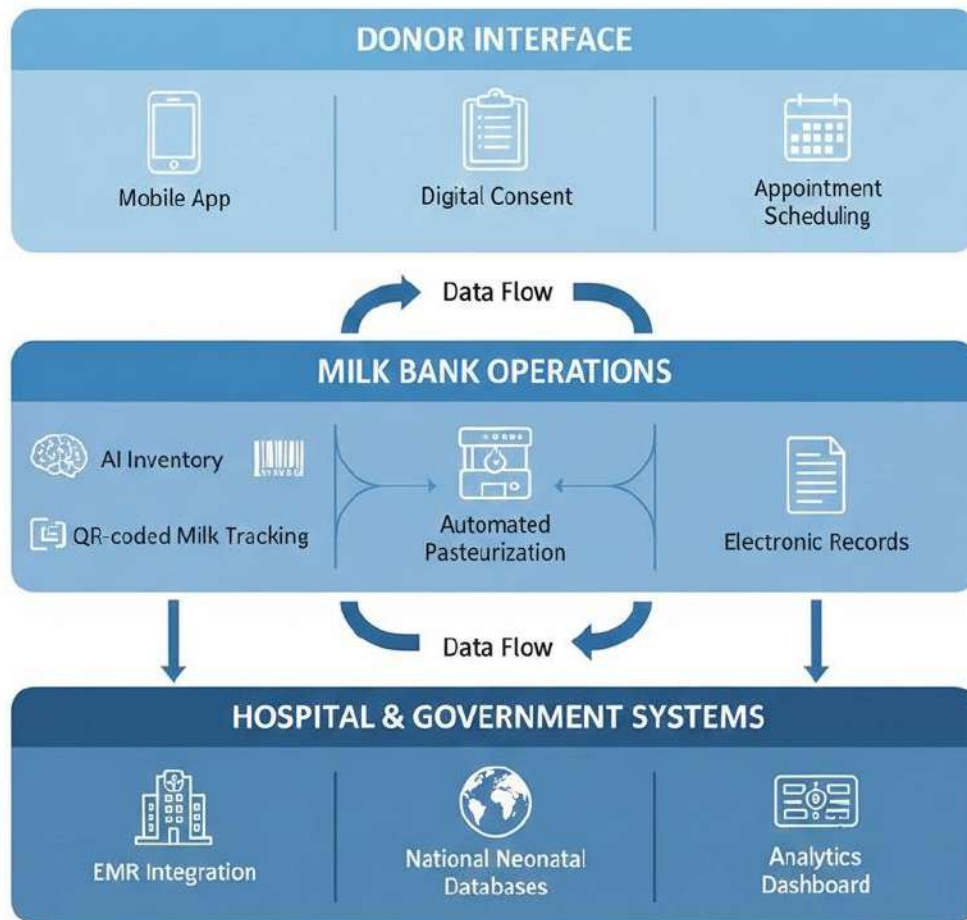 DONOR INTERFACE
Mobile App
Digital Consent
Appointment
Scheduling
Data Flow
MILK BANK OPERATIONS
AI Inventory
QR-coded Milk Tracking
Automated
Pasteurization
Electronic Records
Data Flow
HOSPITAL & GOVERNMENT SYSTEMS
EMR Integration
National Neonatal
Databases
Analytics
Dashboard